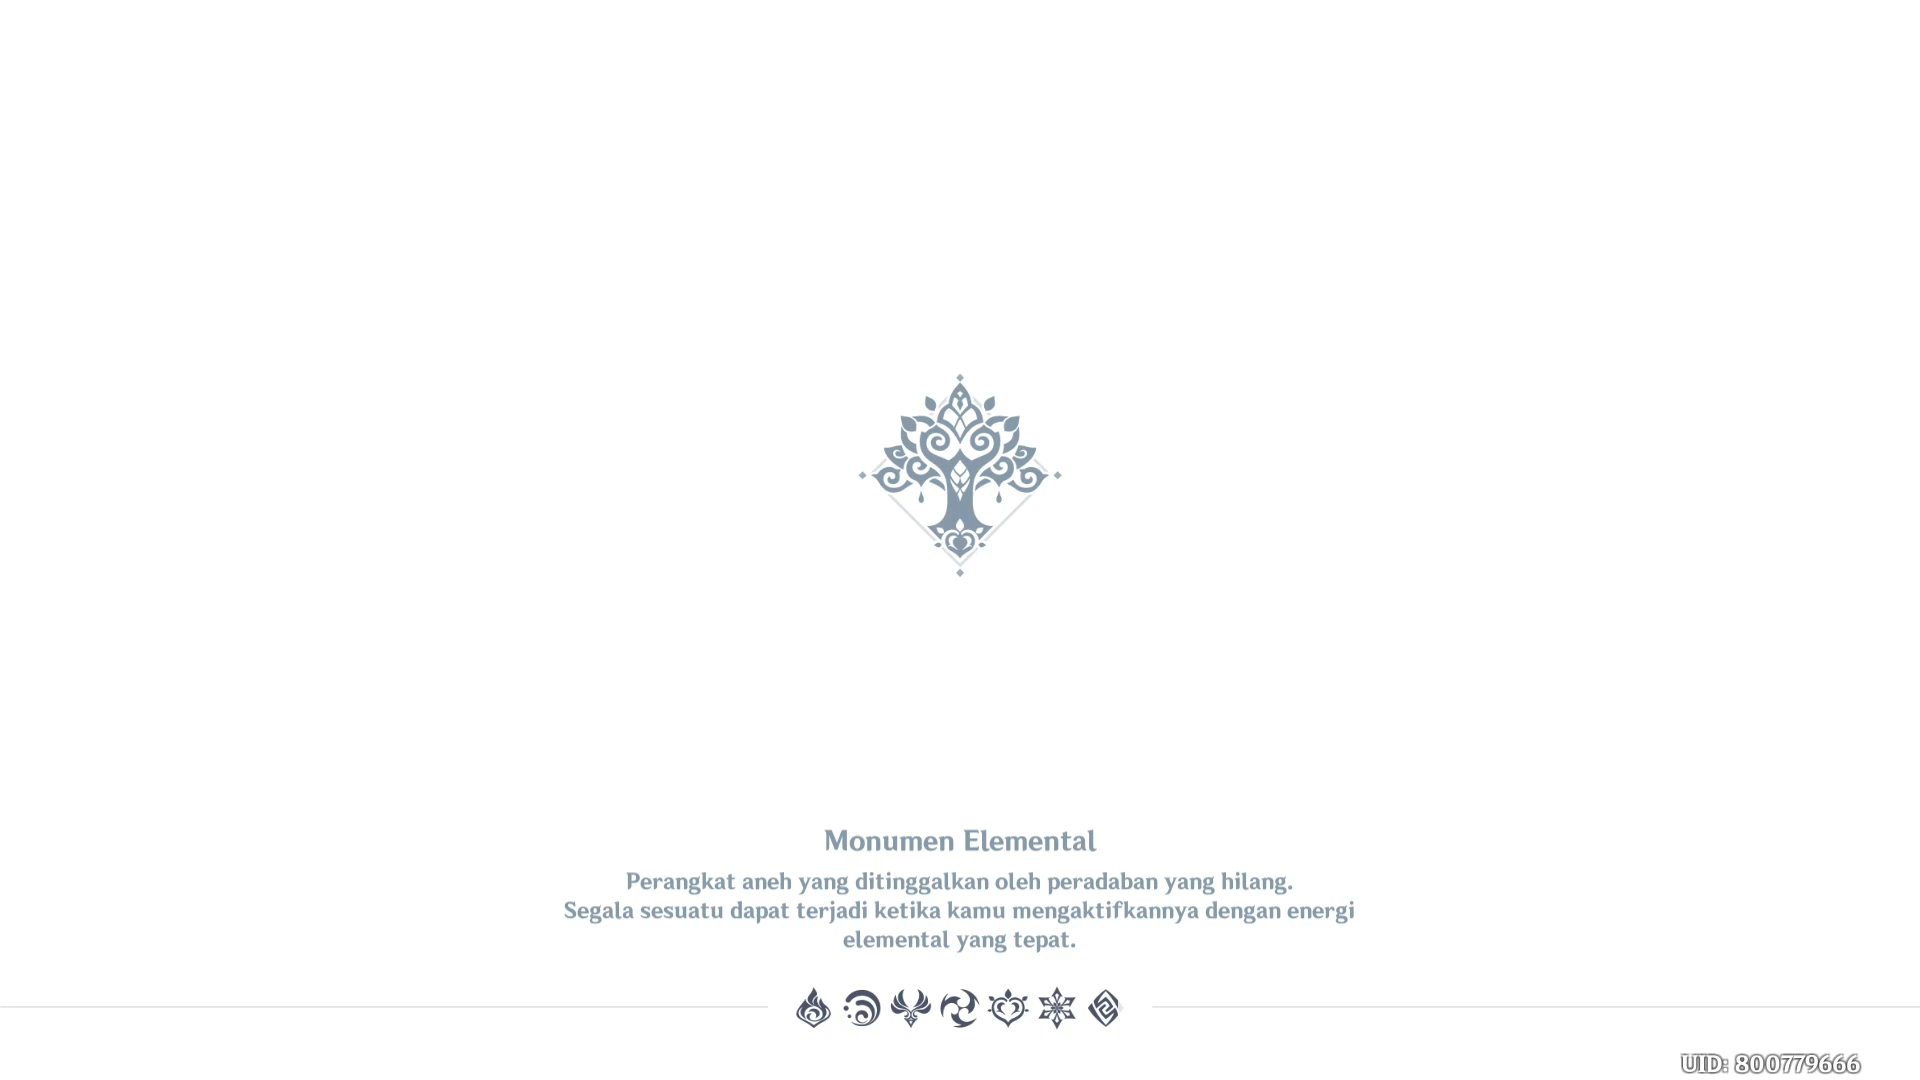 Monumen Elemental
Perangkat aneh yang ditinggalkan oleh peradaban yang hilang.
Segala sesuatu dapat terjadi ketika kamu mengaktifkannya dengan energi
elemental yang tepat.
UID: 800779666